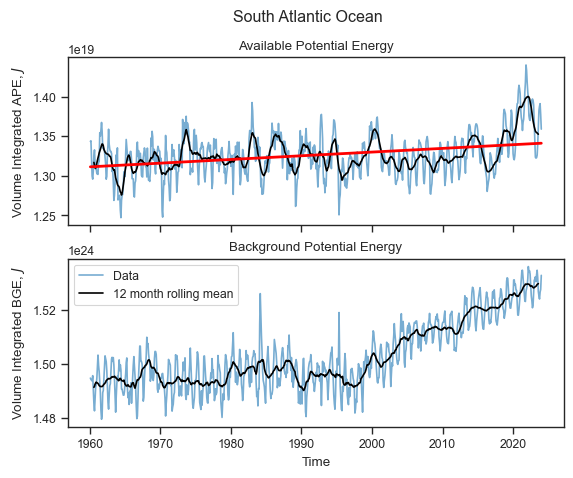 South Atlantic Ocean
Available Potential Energy
1e19
Volume Integrated APE, J
1.40
1.35
1.30
1.25
Background Potential Energy
1e24
Volume Integrated BGE, J
Data
12 month rolling mean
1.52
1.50
1.48
1960 1970 1980 1990 2000 2010 2020
Time